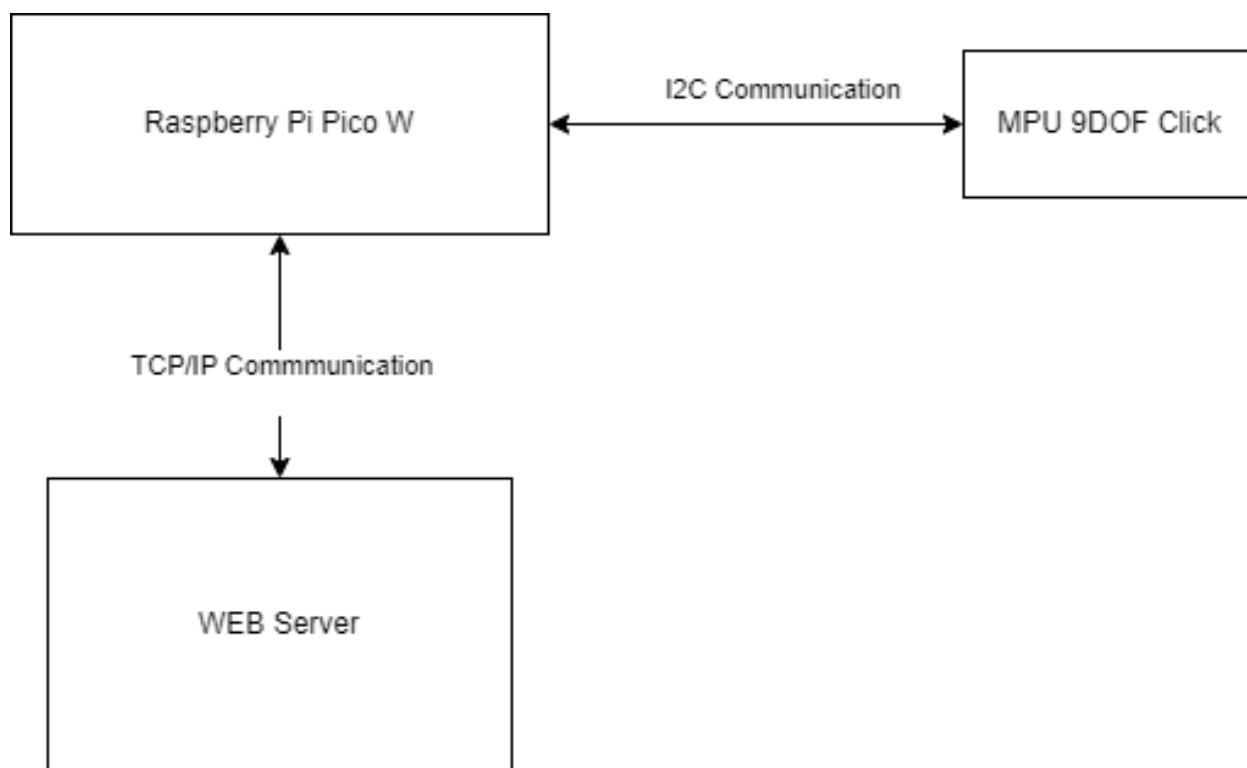 Raspberry Pi Pico W
I2C Communication
MPU 9DOF Click
TCP/IP Commmunication
WEB Server